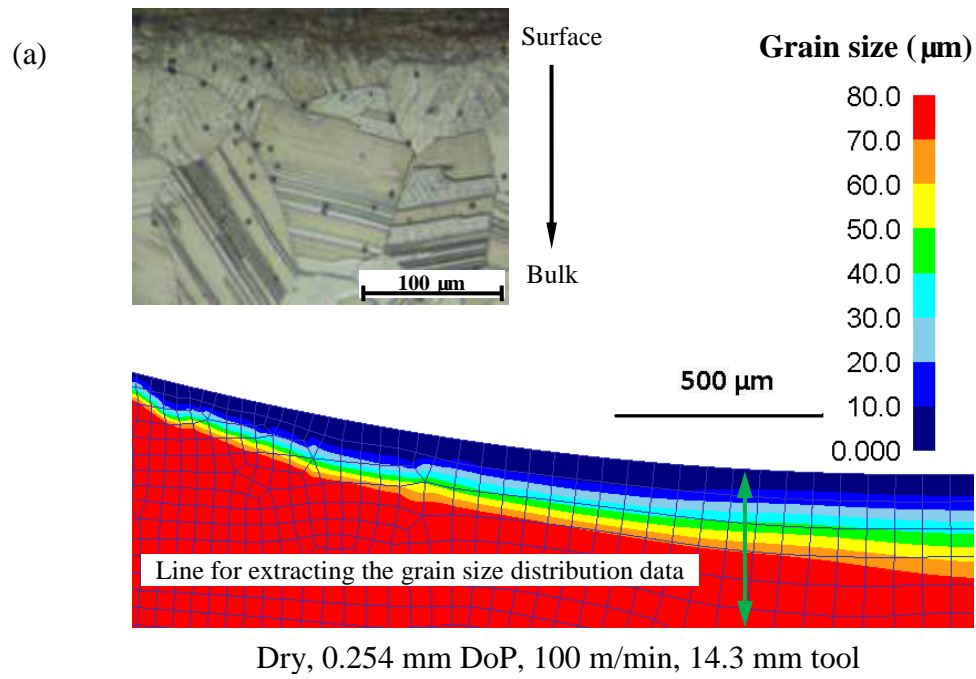 (a)
Surface
Bulk
100 µm
Grain size (µm)
80.0
70.0
60.0
50.0
40.0
30.0
20.0
10.0
0.000
500 µm
Line for extracting the grain size distribution data
Dry, 0.254 mm DoP, 100 m/min, 14.3 mm tool